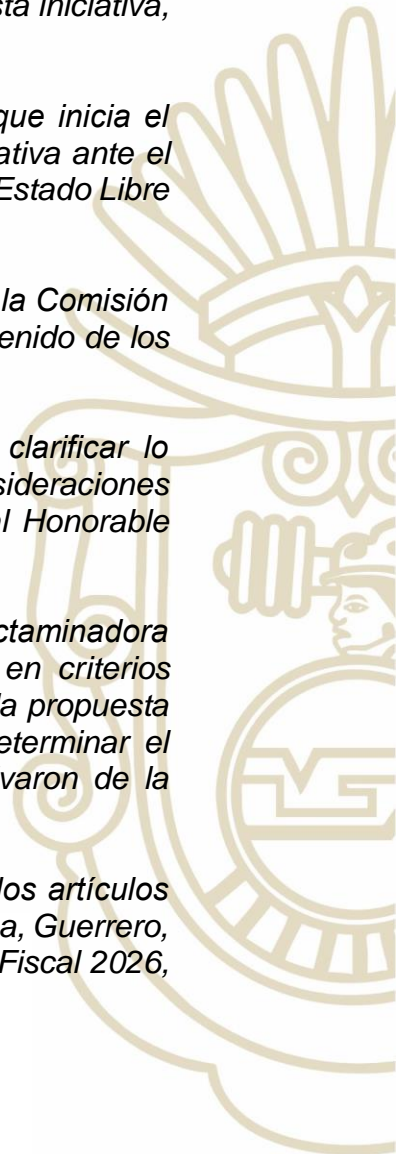 sta iniciativa,
que inicia el
ativa ante el
Estado Libre
la Comisión
enido de los
clarificar lo
sideraciones
al Honorable
ctaminadora
en criterios
la propuesta
eterminar el
varon de la
los artículos
a, Guerrero,
Fiscal 2026,